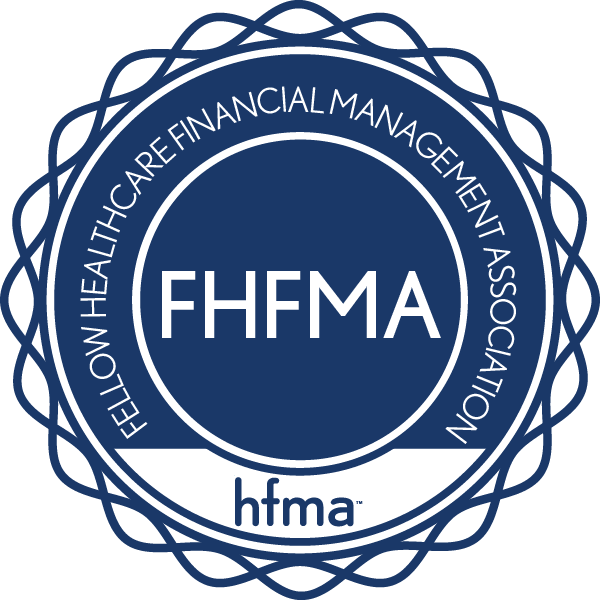 FELLOW HEALTHCARE FINANCIAL MANAGEMENT ASSOCIATION
FHFMA
hfma™